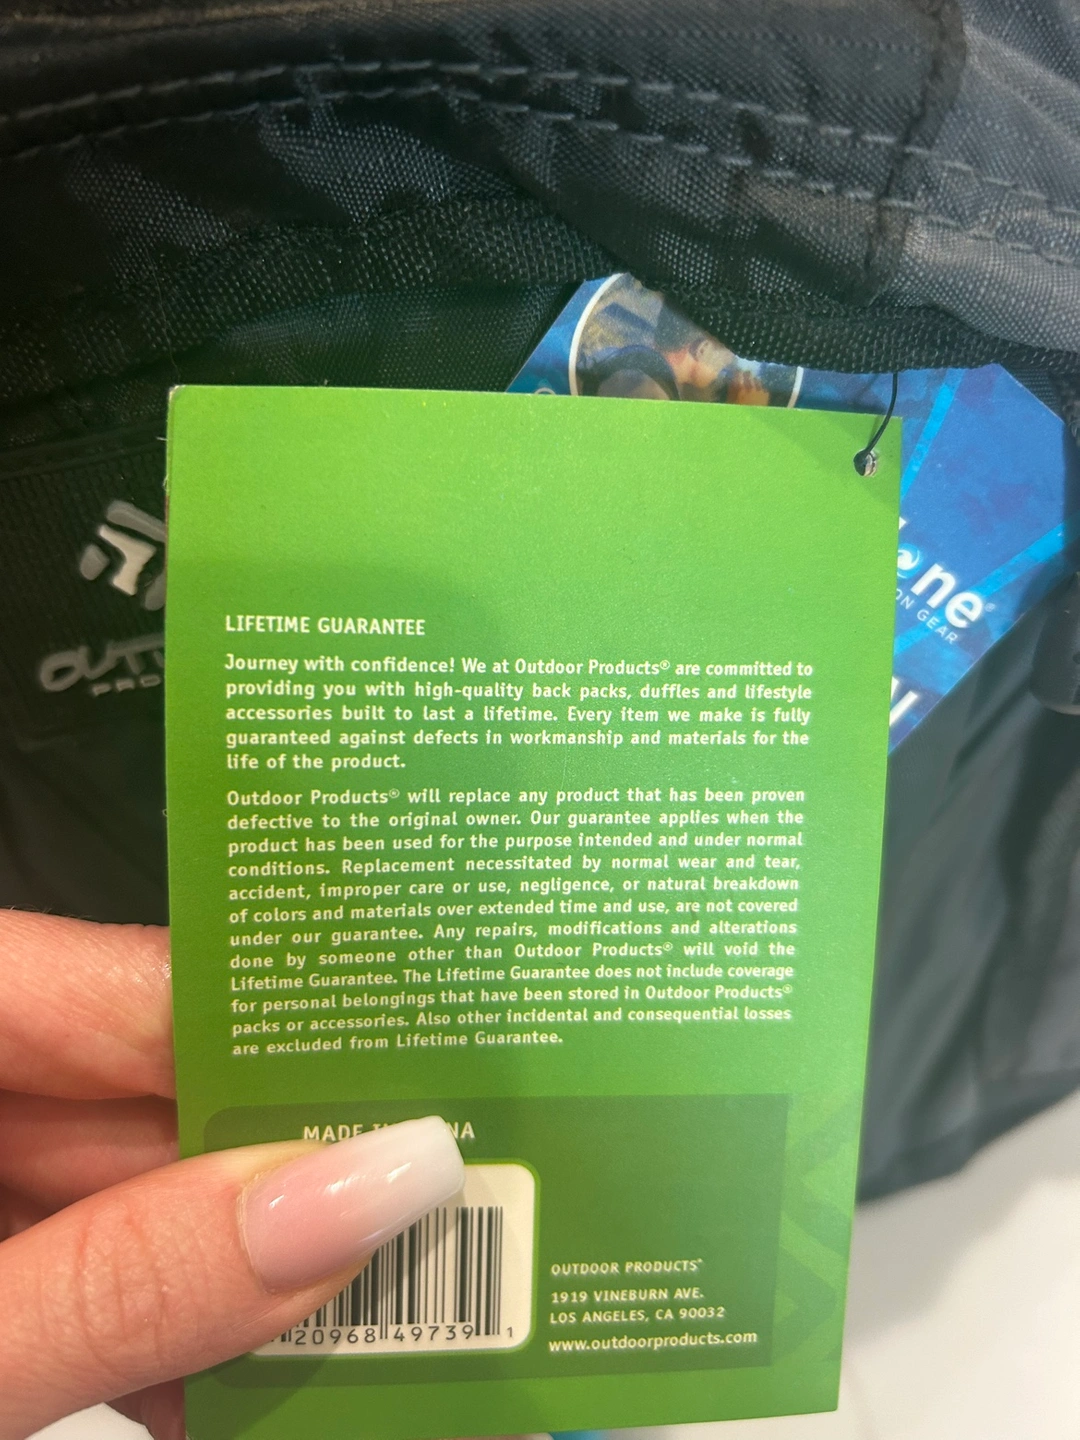 ne®
ON GEAR
OUT
PRO
LIFETIME GUARANTEE
Journey with confidence! We at Outdoor Products® are committed to
providing you with high-quality back packs, duffles and lifestyle
accessories built to last a lifetime. Every item we make is fully
guaranteed against defects in workmanship and materials for the
life of the product.
Outdoor Products® will replace any product that has been proven
defective to the original owner. Our guarantee applies when the
product has been used for the purpose intended and under normal
conditions. Replacement necessitated by normal wear and tear,
accident, improper care or use, negligence, or natural breakdown
of colors and materials over extended time and use, are not covered
under our guarantee. Any repairs, modifications and alterations
done by someone other than Outdoor Products® will void the
Lifetime Guarantee. The Lifetime Guarantee does not include coverage
for personal belongings that have been stored in Outdoor Products®
packs or accessories. Also other incidental and consequential losses
are excluded from Lifetime Guarantee.
MADE I NA
20968 49739 1
OUTDOOR PRODUCTS®
1919 VINEBURN AVE.
LOS ANGELES, CA 90032
www.outdoorproducts.com